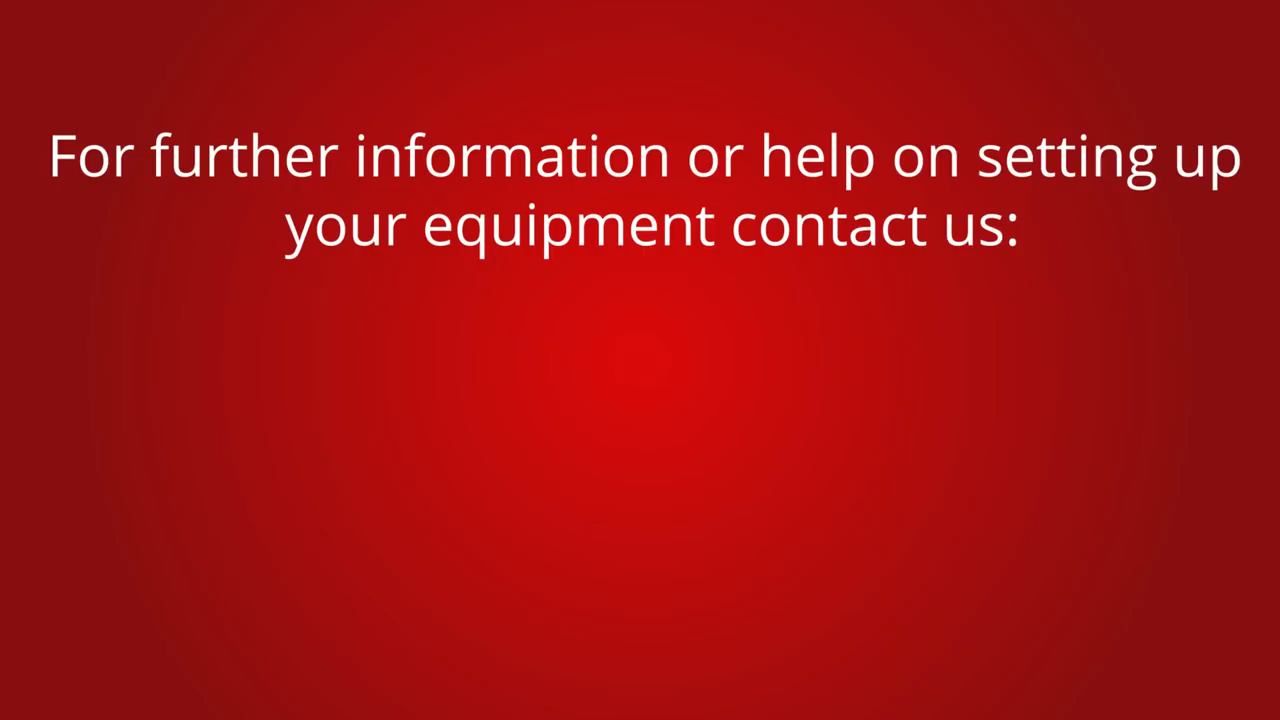 For further information or help on setting up
your equipment contact us: